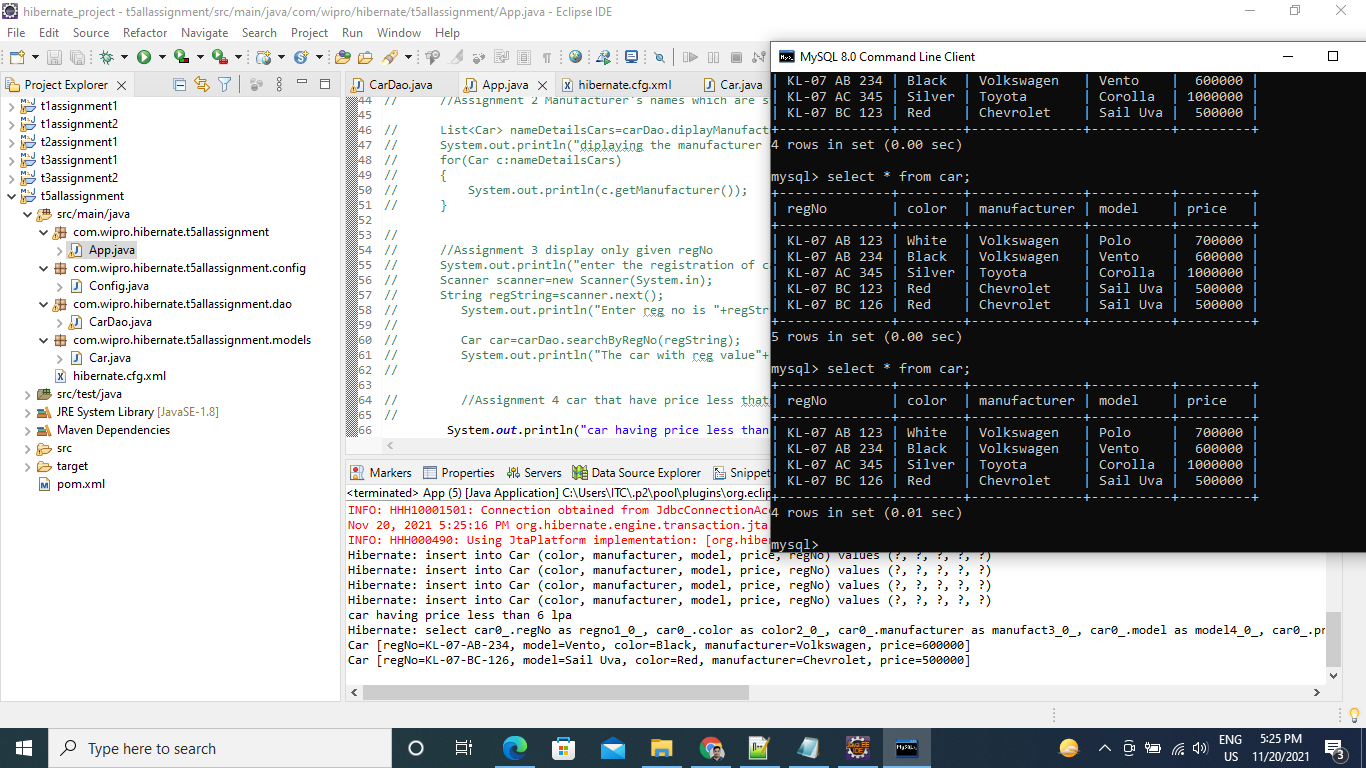 hibernate_project - t5allassignment/src/main/java/com/wipro/hibernate/t5allassignment/App.java - Eclipse IDE
File Edit Source Refactor Navigate Search Project Run Window Help
Project Explorer
t1assignment1
t1assignment2
t2assignment1
t3assignment1
t3assignment2
t5allassignment
src/main/java
com.wipro.hibernate.t5allassignment
App.java
com.wipro.hibernate.t5allassignment.config
Config.java
com.wipro.hibernate.t5allassignment.dao
CarDao.java
com.wipro.hibernate.t5allassignment.models
Car.java
hibernate.cfg.xml
src/test/java
JRE System Library [JavaSE-1.8]
Maven Dependencies
src
target
pom.xml
CarDao.java App.java hibernate.cfg.xml Car.java
44 // //Assignment 2 Manufacturer's names which are s
45
46 // List<Car> nameDetailsCars=carDao.diplayManufact
47 // System.out.println("diplaying the manufacturer
48 // for(Car c:nameDetailsCars)
49 // {
50 // System.out.println(c.getManufacturer());
51 // }
52
53 //
54 // //Assignment 3 display only given regNo
55 // System.out.println("enter the registration of c
56 // Scanner scanner=new Scanner(System.in);
57 // String regString=scanner.next();
58 // System.out.println("Enter reg no is "+regStr
59 //
60 // Car car=carDao.searchByRegNo(regString);
61 // System.out.println("The car with reg value"+
62 //
63
64 // //Assignment 4 car that have price less that
65 //
66 System.out.println("car having price less than
Markers Properties Servers Data Source Explorer Snippet
<terminated> App (5) [Java Application] C:\Users\ITC\.p2\pool\plugins\org.eclip
INFO: HHH10001501: Connection obtained from JdbcConnectionAcc
Nov 20, 2021 5:25:16 PM org.hibernate.engine.transaction.jta
INFO: HHH000490: Using JtaPlatform implementation: [org.hibe
Hibernate: insert into Car (color, manufacturer, model, price, regNo) values (?, ?, ?, ?, ?)
Hibernate: insert into Car (color, manufacturer, model, price, regNo) values (?, ?, ?, ?, ?)
Hibernate: insert into Car (color, manufacturer, model, price, regNo) values (?, ?, ?, ?, ?)
Hibernate: insert into Car (color, manufacturer, model, price, regNo) values (?, ?, ?, ?, ?)
car having price less than 6 lpa
Hibernate: select car0_.regNo as regno1_0_, car0_.color as color2_0_, car0_.manufacturer as manufact3_0_, car0_.model as model4_0_, car0_.pr
Car [regNo=KL-07-AB-234, model=Vento, color=Black, manufacturer=Volkswagen, price=600000]
Car [regNo=KL-07-BC-126, model=Sail Uva, color=Red, manufacturer=Chevrolet, price=500000]
MySQL 8.0 Command Line Client
| KL-07 AB 234 | Black | Volkswagen | Vento | 600000 |
| KL-07 AC 345 | Silver | Toyota | Corolla | 1000000 |
| KL-07 BC 123 | Red | Chevrolet | Sail Uva | 500000 |
+--------------+--------+--------------+----------+---------+
4 rows in set (0.00 sec)
mysql> select * from car;
+--------------+--------+--------------+----------+---------+
| regNo | color | manufacturer | model | price |
+--------------+--------+--------------+----------+---------+
| KL-07 AB 123 | White | Volkswagen | Polo | 700000 |
| KL-07 AB 234 | Black | Volkswagen | Vento | 600000 |
| KL-07 AC 345 | Silver | Toyota | Corolla | 1000000 |
| KL-07 BC 123 | Red | Chevrolet | Sail Uva | 500000 |
| KL-07 BC 126 | Red | Chevrolet | Sail Uva | 500000 |
+--------------+--------+--------------+----------+---------+
5 rows in set (0.00 sec)
mysql> select * from car;
+--------------+--------+--------------+----------+---------+
| regNo | color | manufacturer | model | price |
+--------------+--------+--------------+----------+---------+
| KL-07 AB 123 | White | Volkswagen | Polo | 700000 |
| KL-07 AB 234 | Black | Volkswagen | Vento | 600000 |
| KL-07 AC 345 | Silver | Toyota | Corolla | 1000000 |
| KL-07 BC 126 | Red | Chevrolet | Sail Uva | 500000 |
+--------------+--------+--------------+----------+---------+
4 rows in set (0.01 sec)
mysql>
Type here to search
ENG
US
5:25 PM
11/20/2021
3